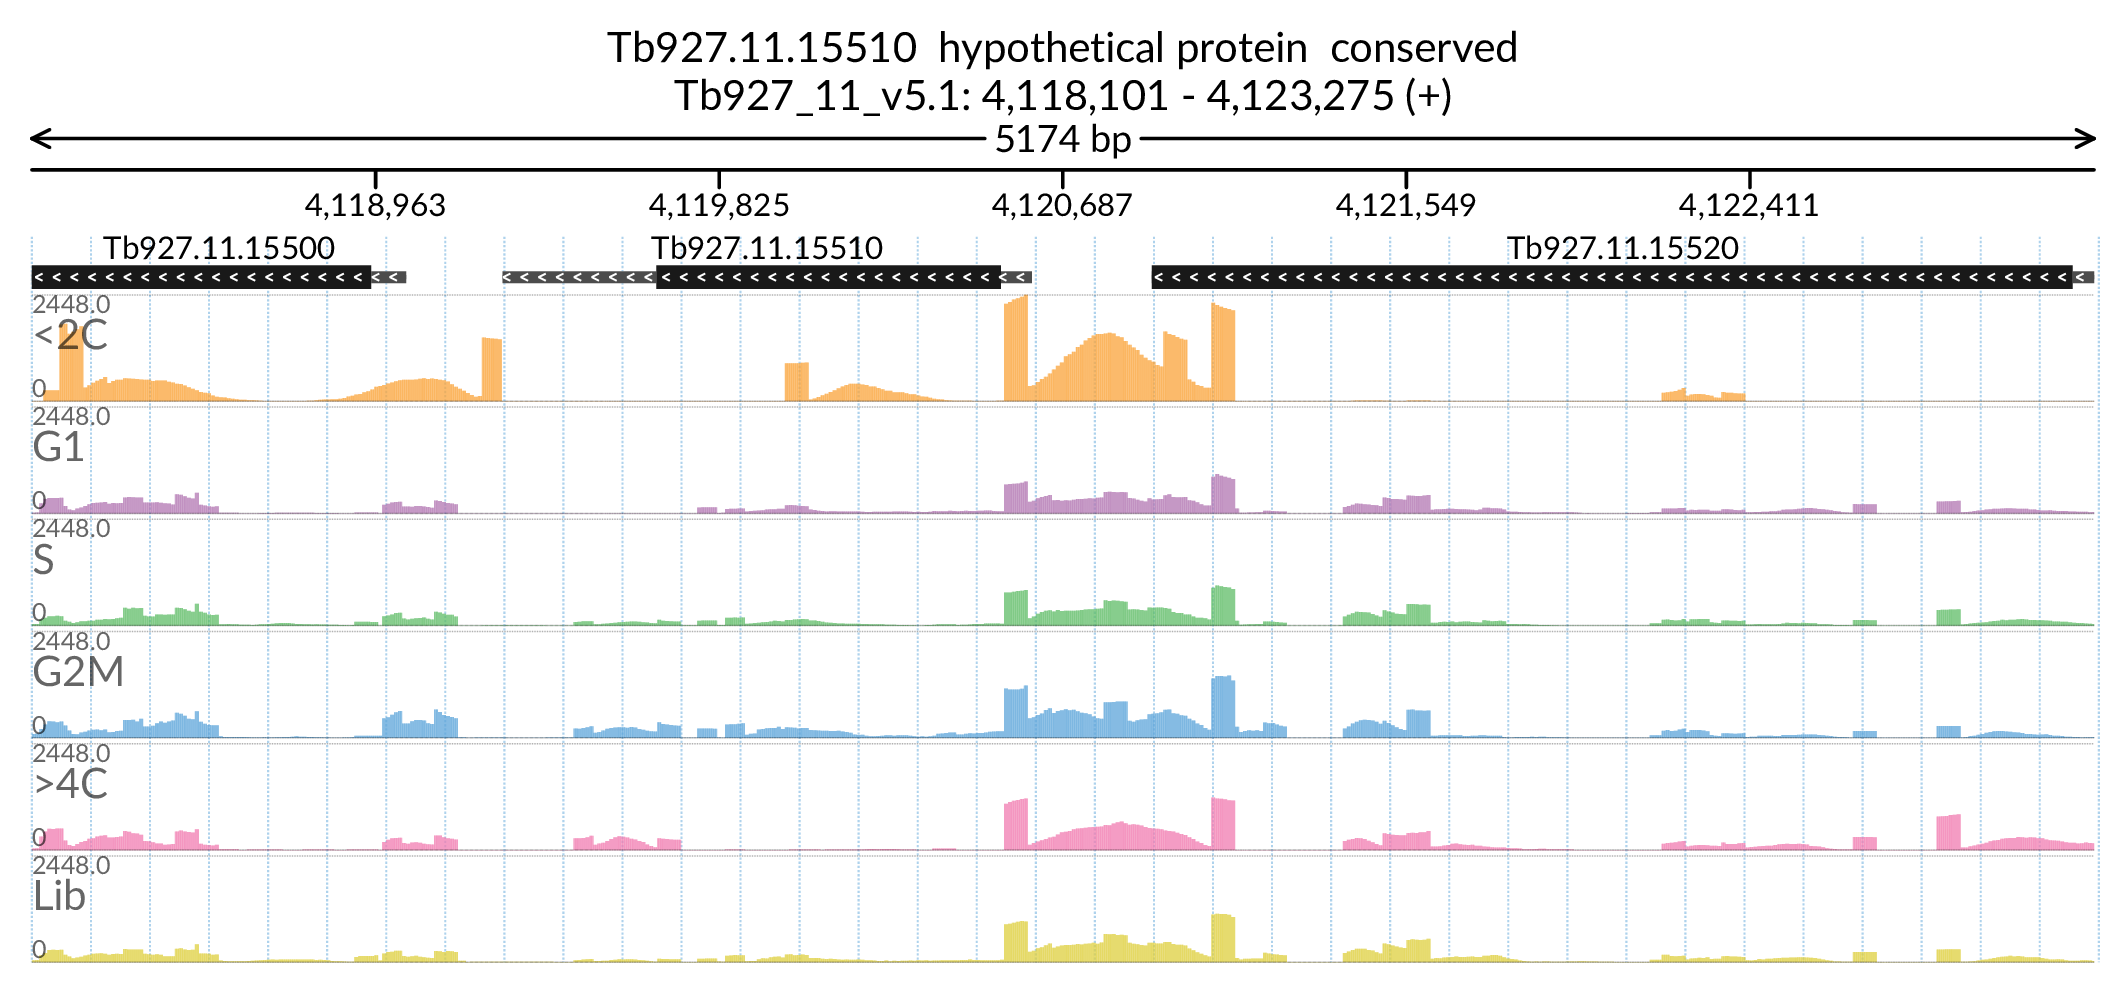 Tb927.11.15510  hypothetical protein  conserved
Tb927_11_v5.1: 4,118,101 - 4,123,275 (+)
5174 bp
4,118,963 4,119,825 4,120,687 4,121,549 4,122,411
Tb927.11.15500 Tb927.11.15510 Tb927.11.15520
2448.0
<2C
0
2448.0
G1
0
2448.0
S
0
2448.0
G2M
0
2448.0
>4C
0
2448.0
Lib
0